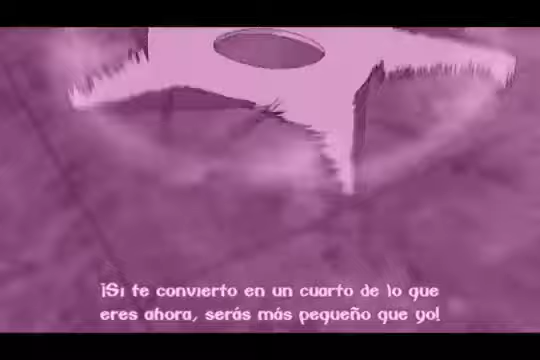 ¡Si te convierto en un cuarto de lo que
eres ahora, serás más pequeño que yo!